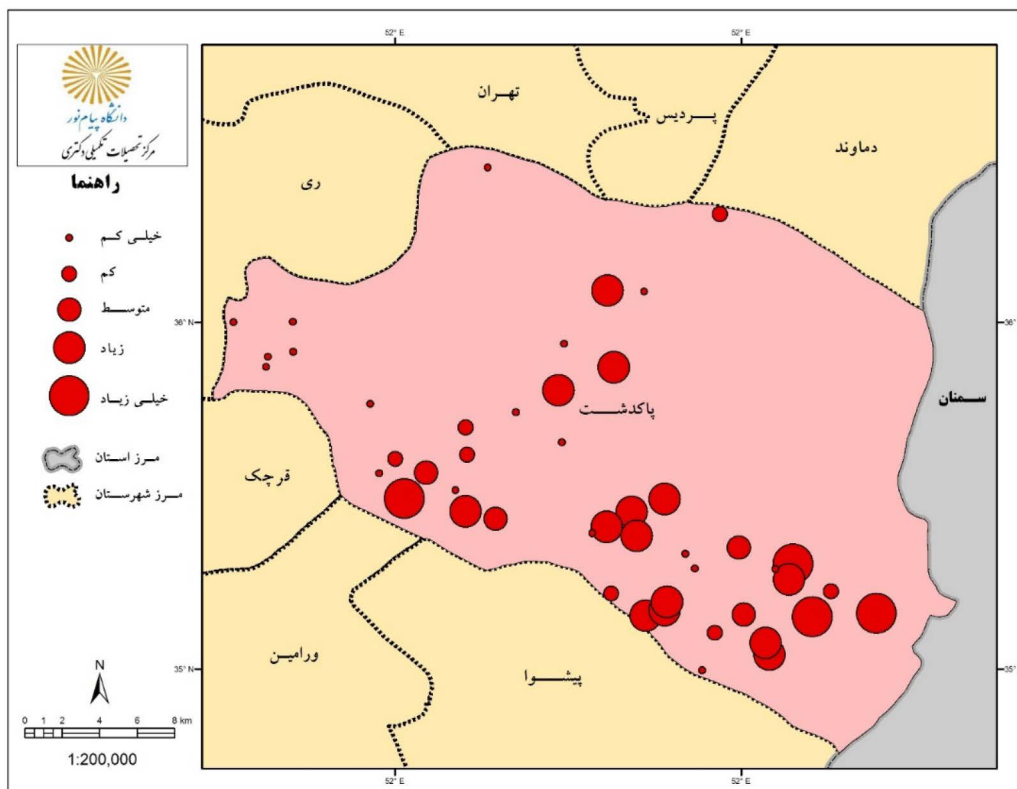 دانشگاه پیام نور
مرکز تحصیلات تکمیلی دکتری
راهنما
خیلی کم
کم
متوسط
زیاد
خیلی زیاد
مرز استان
مرز شهرستان
N
0 1 2 4 6 8 km
1:200,000
52° E
52° E
تهران
پردیس
دماوند
ری
36° N
36° N
سمنان
پاکدشت
قرچک
ورامین
پیشوا
35° N
35° N
52° E
52° E